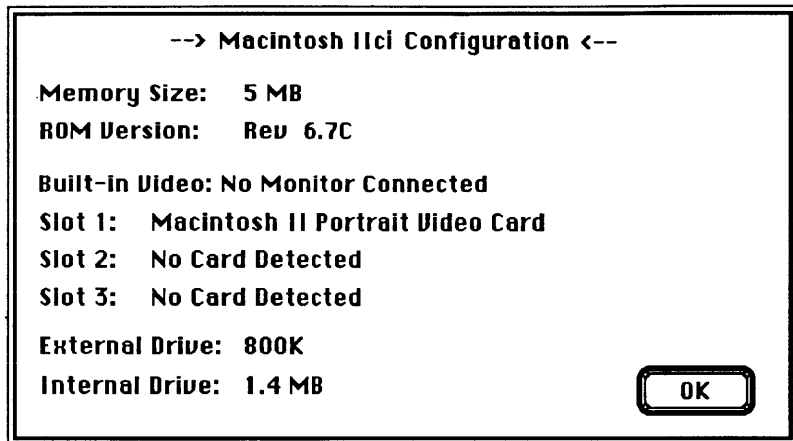 --> Macintosh IIci Configuration <--
Memory Size: 5 MB
ROM Version: Rev 6.7C
Built-in Video: No Monitor Connected
Slot 1: Macintosh II Portrait Video Card
Slot 2: No Card Detected
Slot 3: No Card Detected
External Drive: 800K
Internal Drive: 1.4 MB
OK